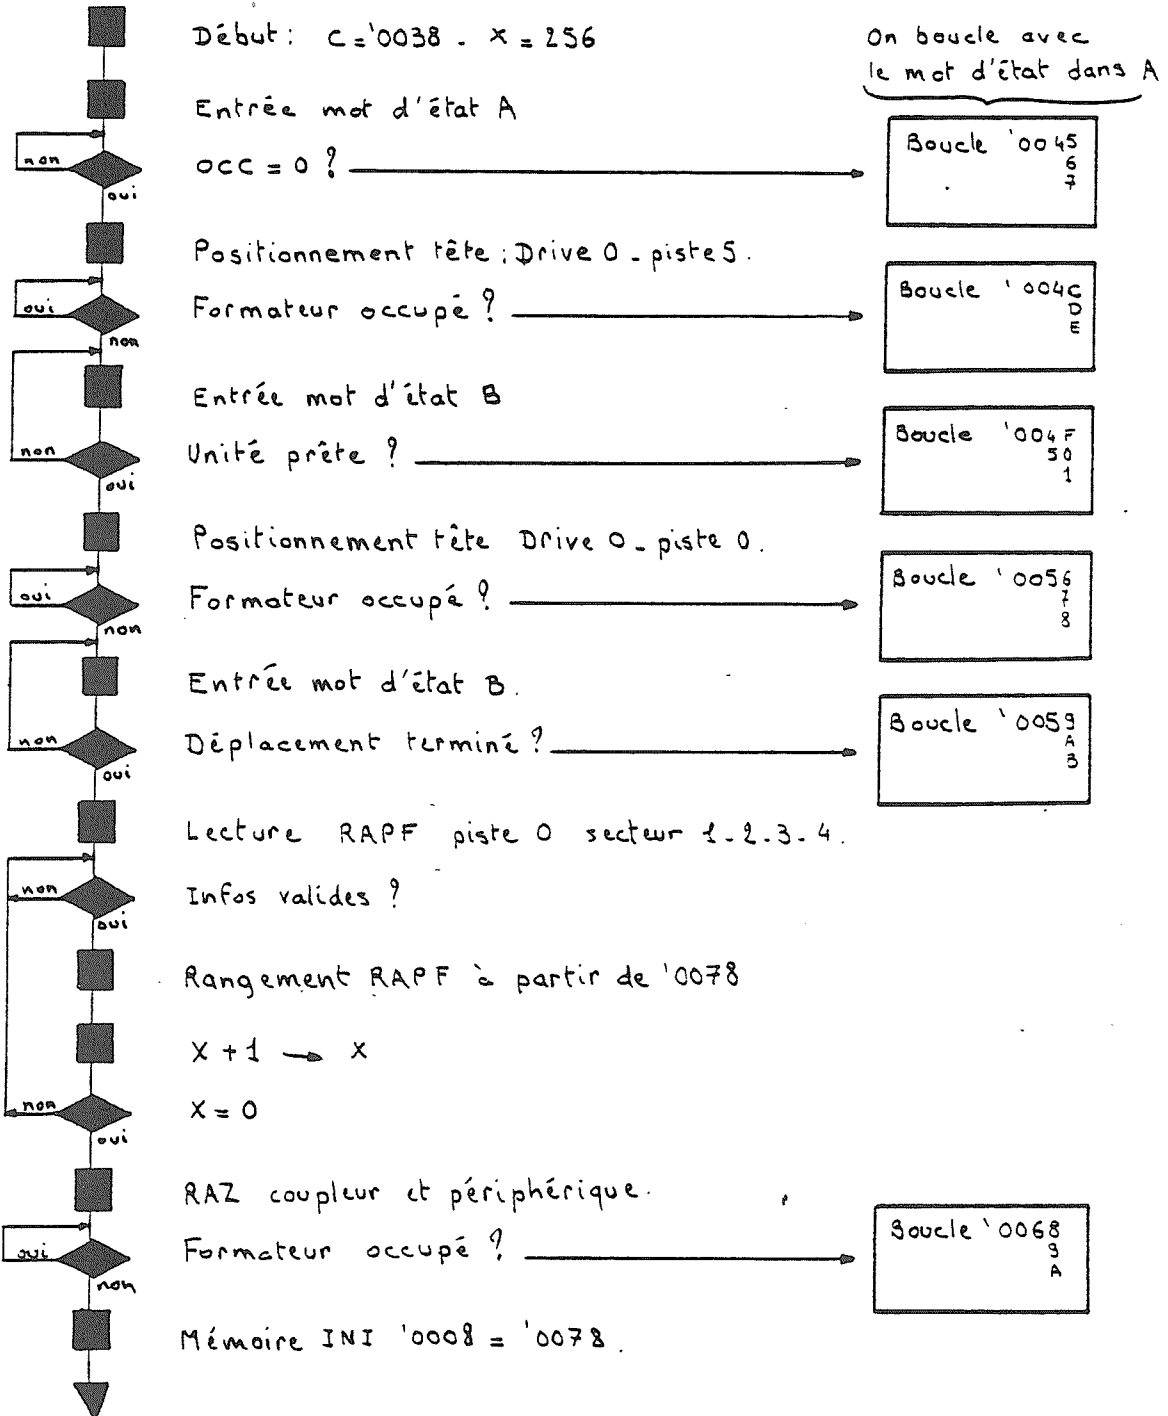 Début : C='0038 - X = 256
On boucle avec
le mot d'état dans A
Entrée mot d'état A
non
OCC = 0 ?
oui
Boucle '0045
6
7
Positionnement tête : Drive 0 - piste 5.
oui
Formateur occupé ?
non
Boucle '004C
D
E
Entrée mot d'état B
non
Unité prête ?
oui
Boucle '004F
50
1
Positionnement tête Drive 0 - piste 0.
oui
Formateur occupé ?
non
Boucle '0056
7
8
Entrée mot d'état B.
non
Déplacement terminé ?
oui
Boucle '0059
A
B
Lecture RAPF piste 0 secteur 1-2-3-4.
non
Infos valides ?
oui
Rangement RAPF à partir de '0078
X + 1 → X
non
X = 0
oui
RAZ coupleur et périphérique.
oui
Formateur occupé ?
non
Boucle '0068
9
A
Mémoire INI '0008 = '0078.